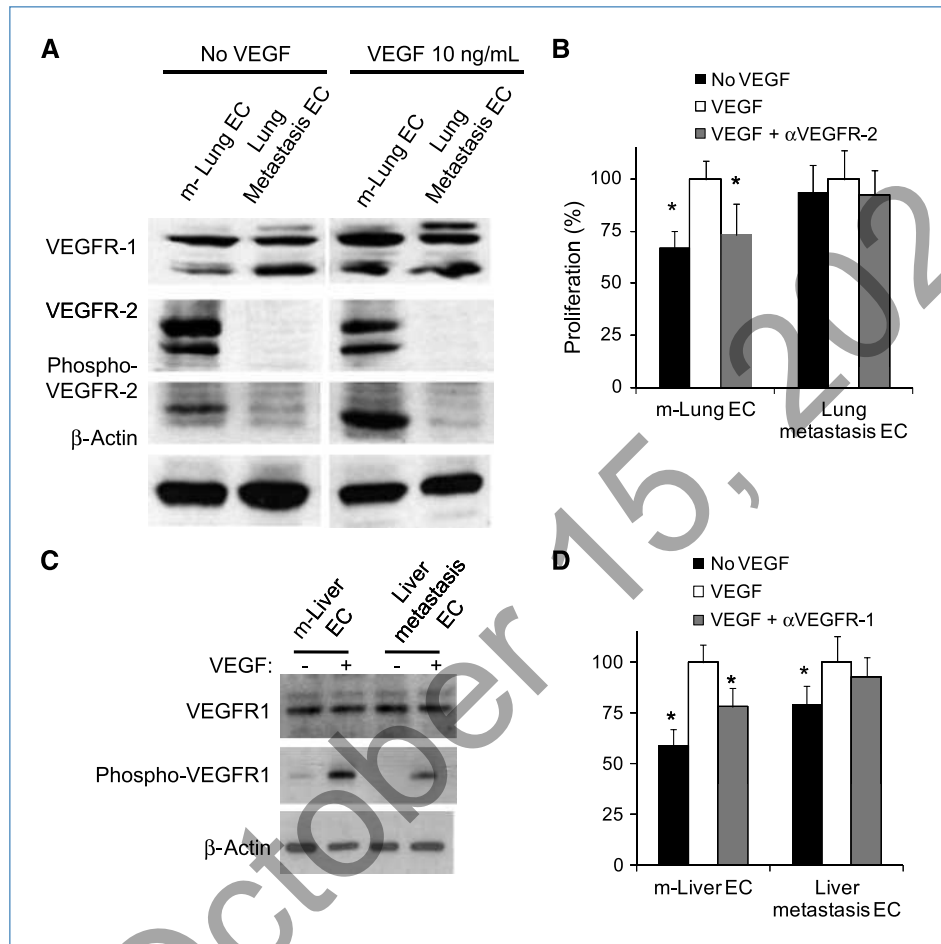 A
No VEGF
VEGF 10 ng/mL
m- Lung EC
Lung
Metastasis EC
m-Lung EC
Lung
Metastasis EC
VEGFR-1
VEGFR-2
Phospho-
VEGFR-2
β-Actin
B
No VEGF
VEGF
VEGF + αVEGFR-2
Proliferation (%)
100
75
50
25
0
*
*
m-Lung EC
Lung
metastasis EC
C
m-Liver
EC
Liver
metastasis
EC
VEGF: - + - +
VEGFR1
Phospho-VEGFR1
β-Actin
D
No VEGF
VEGF
VEGF + αVEGFR-1
100
75
50
25
0
*
*
*
m-Liver EC
Liver
metastasis EC
October 15, 202